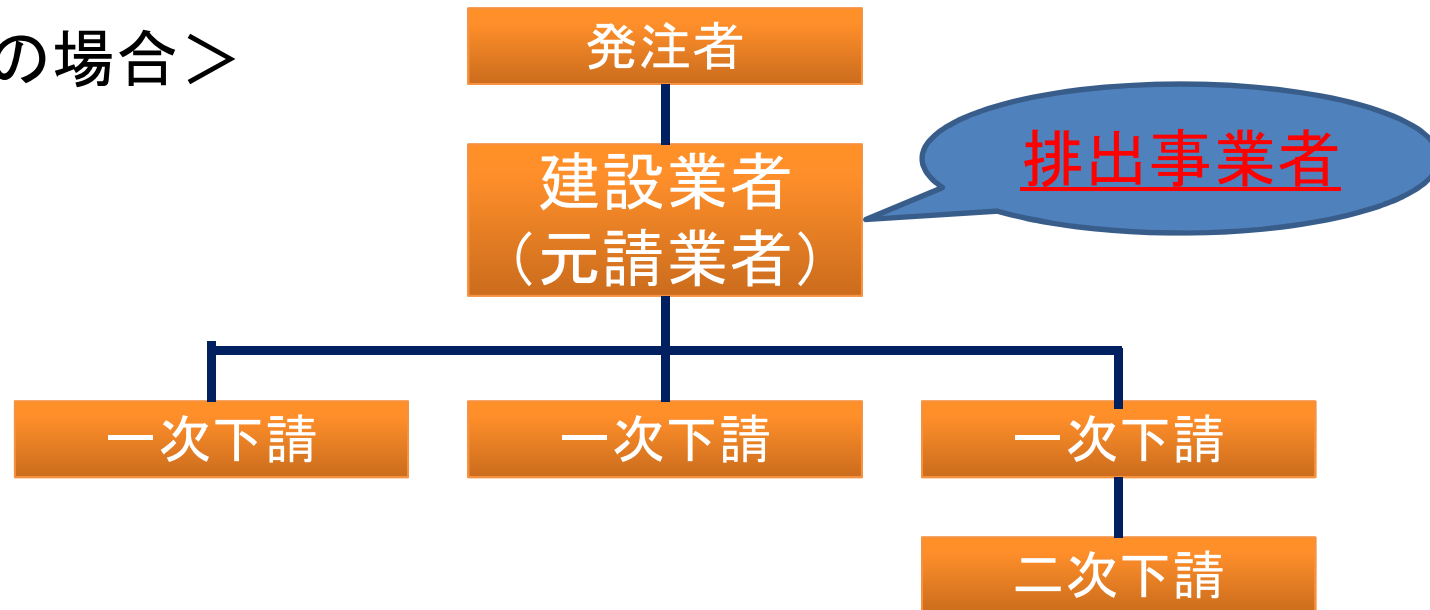 の場合＞
発注者
建設業者
（元請業者）
排出事業者
一次下請
一次下請
一次下請
二次下請